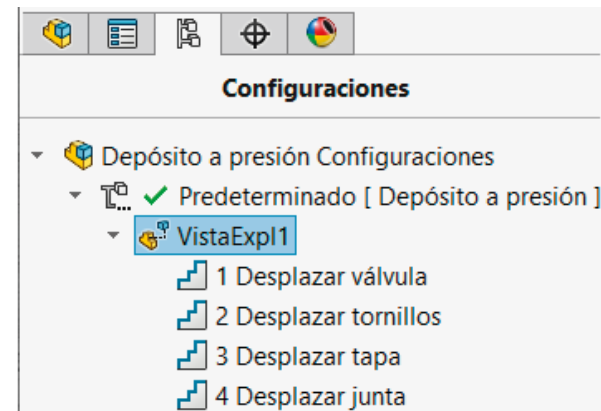 Configuraciones
Depósito a presión Configuraciones
Predeterminado [ Depósito a presión ]
VistaExpl1
1 Desplazar válvula
2 Desplazar tornillos
3 Desplazar tapa
4 Desplazar junta